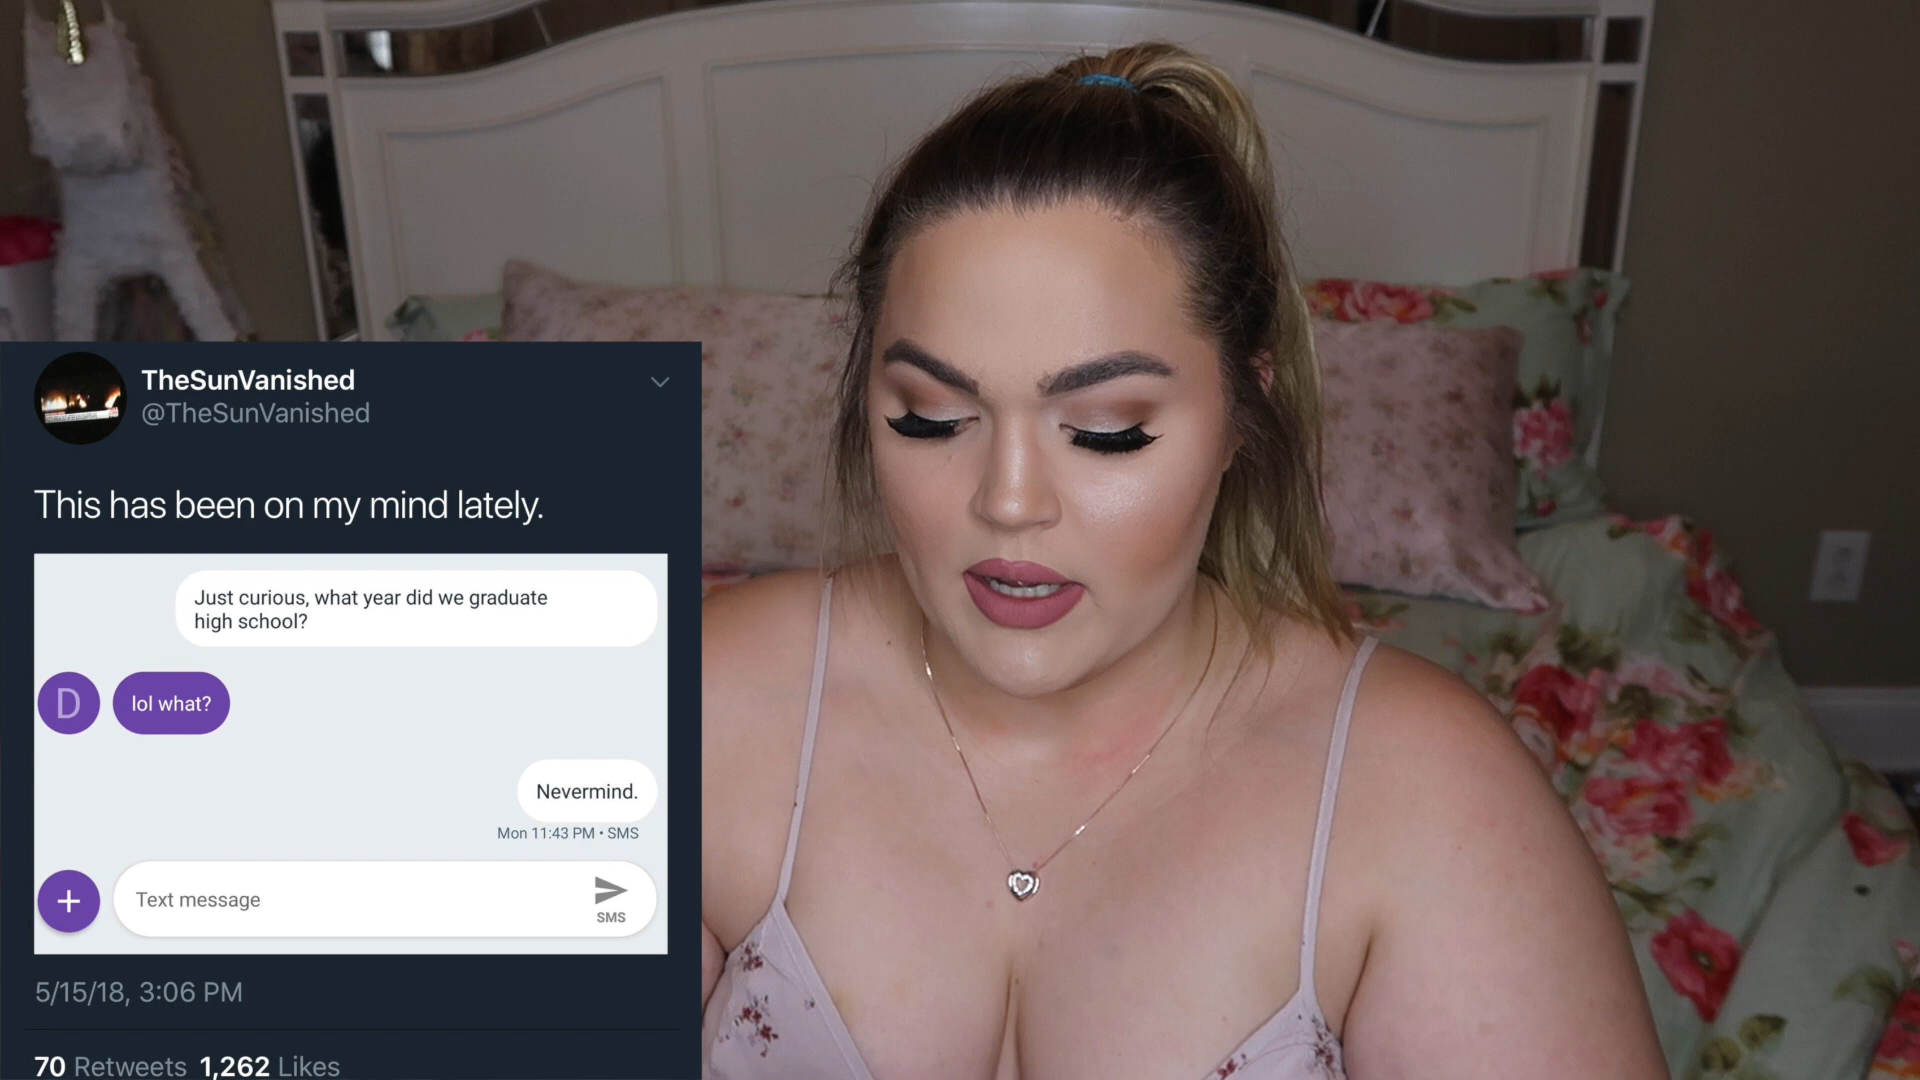 TheSunVanished
@TheSunVanished
This has been on my mind lately.
Just curious, what year did we graduate
high school?
D
lol what?
Nevermind.
Mon 11:43 PM • SMS
+
Text message
SMS
5/15/18, 3:06 PM
70 Retweets 1,262 Likes